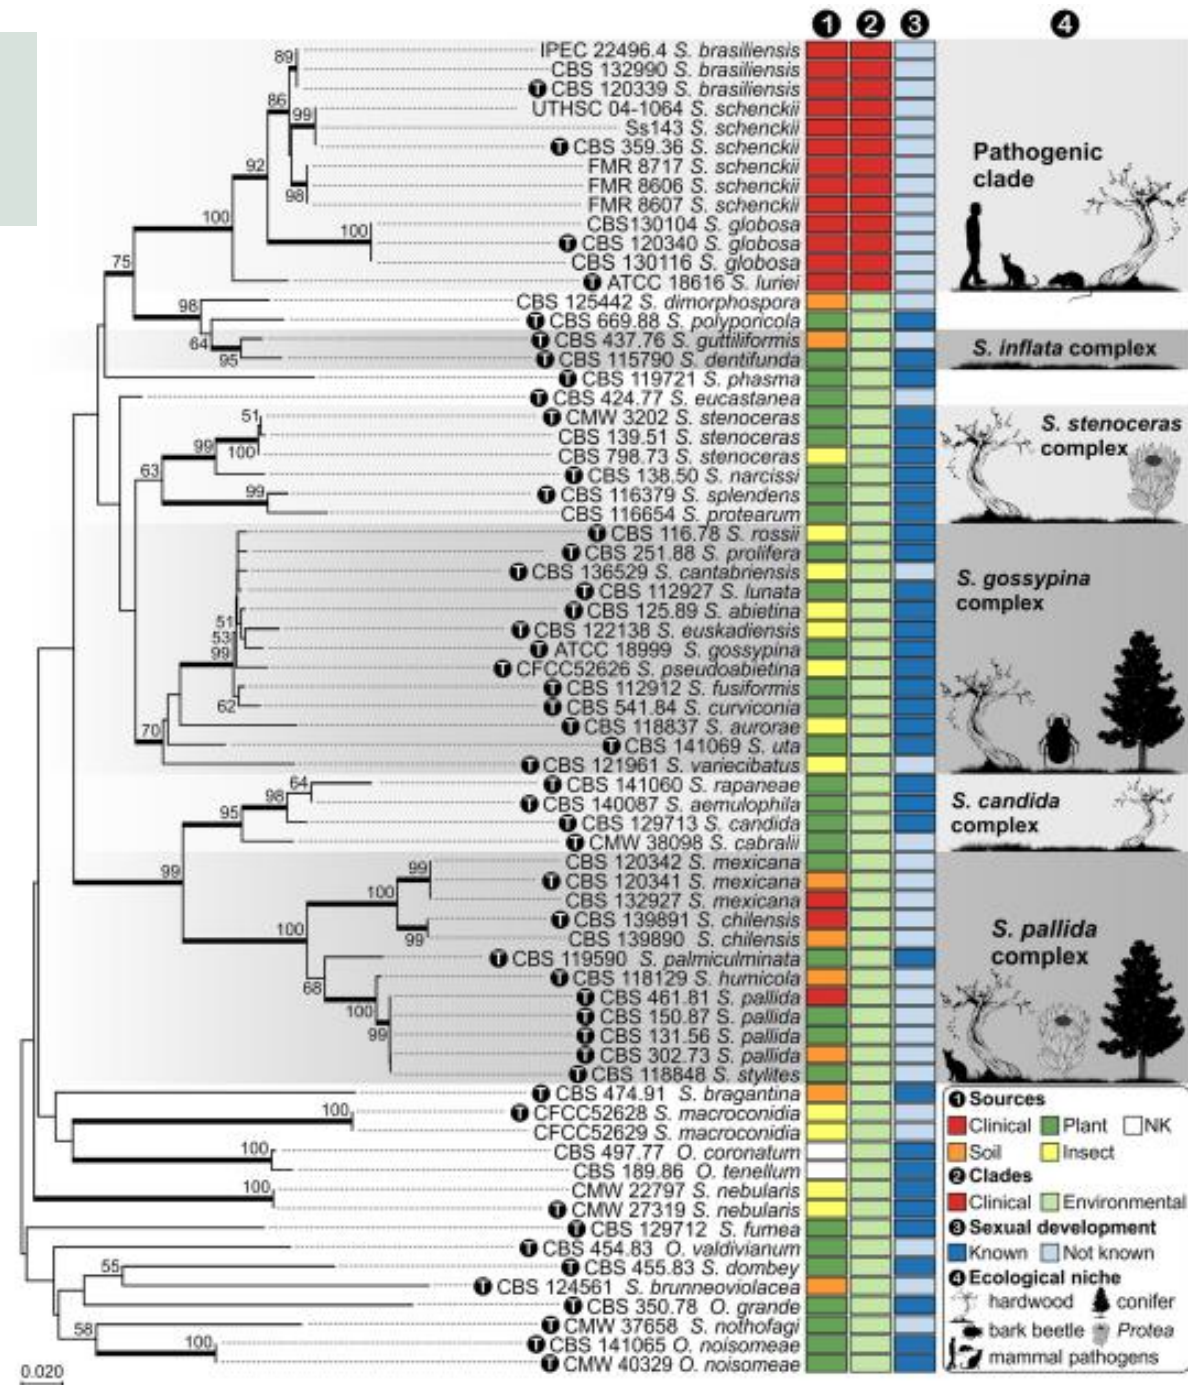 1 2 3 4
IPEC 22496.4 S. brasiliensis
CBS 132990 S. brasiliensis
T CBS 120339 S. brasiliensis
UTHSC 04-1064 S. schenckii
Ss143 S. schenckii
T CBS 359.36 S. schenckii
FMR 8717 S. schenckii
FMR 8606 S. schenckii
FMR 8607 S. schenckii
CBS130104 S. globosa
T CBS 120340 S. globosa
CBS 130116 S. globosa
T ATCC 18616 S. luriei
CBS 125442 S. dimorphospora
T CBS 669.88 S. polyporicola
T CBS 437.76 S. guttiliformis
T CBS 115790 S. dentifunda
T CBS 119721 S. phasma
T CBS 424.77 S. eucastanea
T CMW 3202 S. stenoceras
CBS 139.51 S. stenoceras
CBS 798.73 S. stenoceras
T CBS 138.50 S. narcissi
T CBS 116379 S. splendens
CBS 116654 S. protearum
T CBS 116.78 S. rossii
T CBS 251.88 S. prolifera
T CBS 136529 S. cantabriensis
T CBS 112927 S. lunata
T CBS 125.89 S. abietina
T CBS 122138 S. euskadiensis
T ATCC 18999 S. gossypina
T CFCC52626 S. pseudoabietina
T CBS 112912 S. fusiformis
T CBS 541.84 S. curviconia
T CBS 118837 S. aurorae
T CBS 141069 S. uta
T CBS 121961 S. variecibatus
T CBS 141060 S. rapaneae
T CBS 140087 S. aemulophila
T CBS 129713 S. candida
T CMW 38098 S. cabralii
CBS 120342 S. mexicana
T CBS 120341 S. mexicana
CBS 132927 S. mexicana
T CBS 139891 S. chilensis
CBS 139890 S. chilensis
T CBS 119590 S. palmiculminata
T CBS 118129 S. humicola
T CBS 461.81 S. pallida
T CBS 150.87 S. pallida
T CBS 131.56 S. pallida
T CBS 302.73 S. pallida
T CBS 118848 S. stylites
T CBS 474.91 S. bragantina
T CFCC52628 S. macroconidia
CFCC52629 S. macroconidia
CBS 497.77 O. coronatum
CBS 189.86 O. tenellum
CMW 22797 S. nebularis
T CMW 27319 S. nebularis
T CBS 129712 S. fumea
T CBS 454.83 O. valdivianum
T CBS 455.83 S. dombey
T CBS 124561 S. brunneoviolacea
T CBS 350.78 O. grande
T CMW 37658 S. nothofagi
T CBS 141065 O. noisomeae
T CMW 40329 O. noisomeae
89
86
99
92
98
100
100
75
98
64
95
51
99
100
63
99
51
53
99
62
70
64
98
95
99
99
100
99
100
68
100
99
100
100
100
55
58
100
0.020
Pathogenic
clade
S. inflata complex
S. stenoceras
complex
S. gossypina
complex
S. candida
complex
S. pallida
complex
1 Sources
Clinical Plant NK
Soil Insect
2 Clades
Clinical Environmental
3 Sexual development
Known Not known
4 Ecological niche
hardwood conifer
bark beetle Protea
mammal pathogens